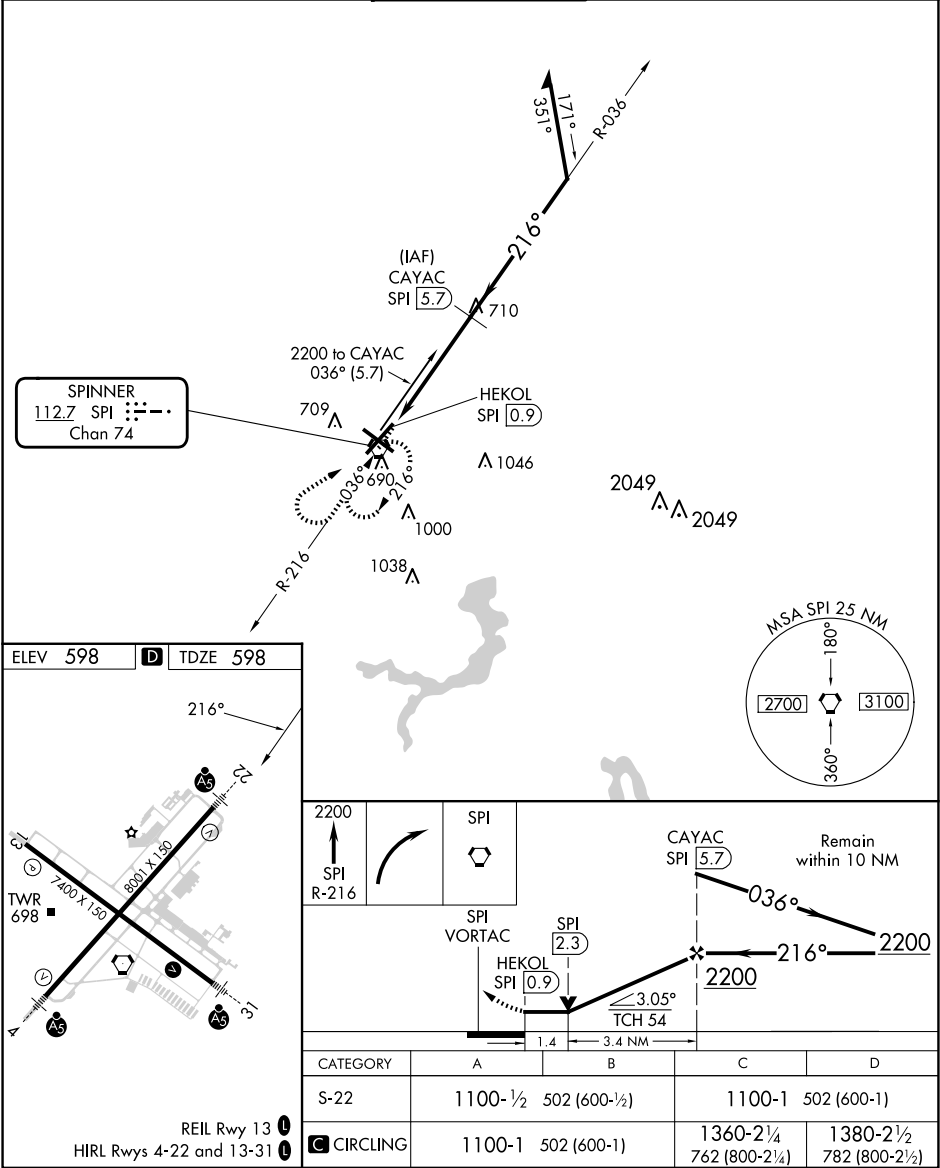 351°
171°
R-036
216°
(IAF)
CAYAC
SPI 5.7
710
2200 to CAYAC
036° (5.7)
SPINNER
112.7 SPI
Chan 74
709
HEKOL
SPI 0.9
1046
036°
690
216°
2049
2049
1000
1038
R-216
MSA SPI 25 NM
180°
2700
3100
360°
ELEV 598 D TDZE 598
216°
22
A5
V
13
P
8001 X 150
7400 X 150
TWR
698
V
V
4
A5
A5
31
REIL Rwy 13 L
HIRL Rwys 4-22 and 13-31 L
2200
SPI
R-216
SPI
CAYAC
SPI 5.7
Remain
within 10 NM
036°
2200
216°
2200
SPI
VORTAC
SPI
2.3
HEKOL
SPI 0.9
3.05°
TCH 54
1.4
3.4 NM
CATEGORY A B C D
S-22 1100-½ 502 (600-½) 1100-1 502 (600-1)
C CIRCLING 1100-1 502 (600-1) 1360-2¼ 1380-2½
762 (800-2¼) 782 (800-2½)